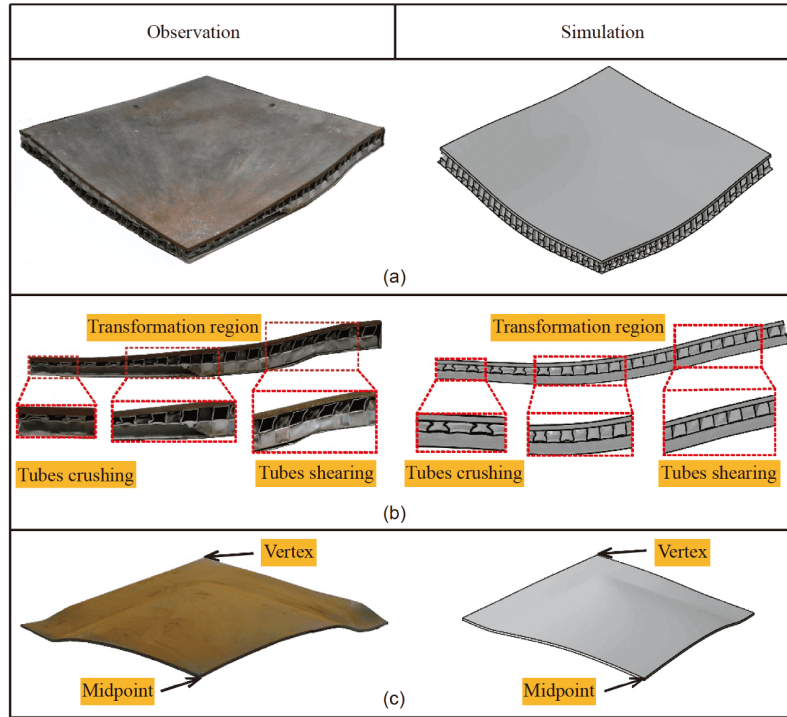 Observation
Simulation
(a)
Transformation region
Transformation region
Tubes crushing
Tubes shearing
Tubes crushing
Tubes shearing
(b)
Vertex
Vertex
Midpoint
Midpoint
(c)